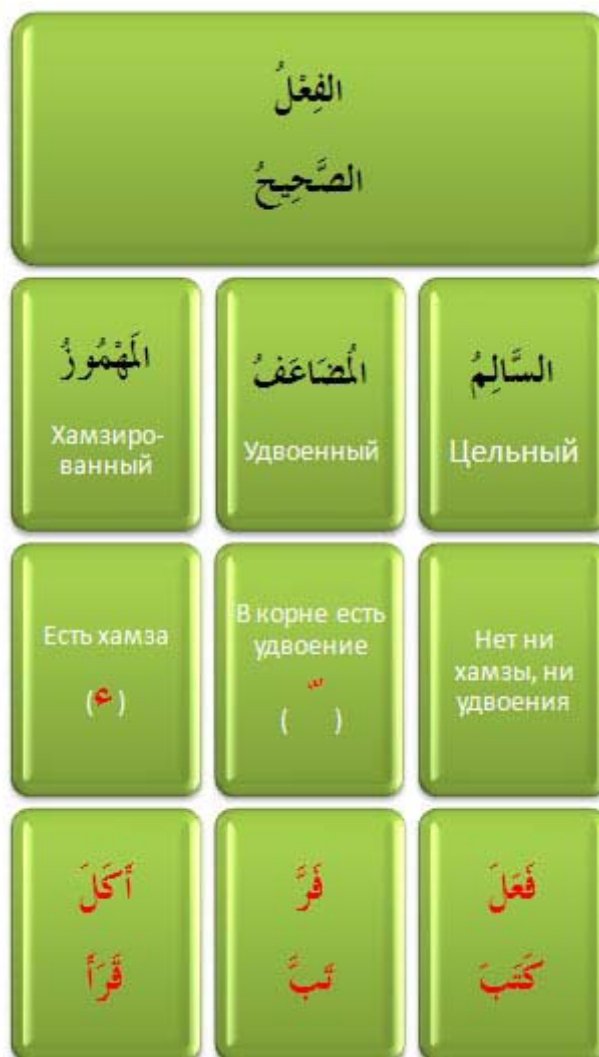 الفِعْلُ
الصَّحِيحُ
السَّالِمُ
Цельный
المُضَاعَفُ
Удвоенный
المَهْمُوزُ
Хамзиро-
ванный
Нет ни
хамзы, ни
удвоения
В корне есть
удвоение
( ّ )
Есть хамза
(ء)
فَعَلَ
كَتَبَ
فَرَّ
تَبَّ
أَكَلَ
قَرَأَ